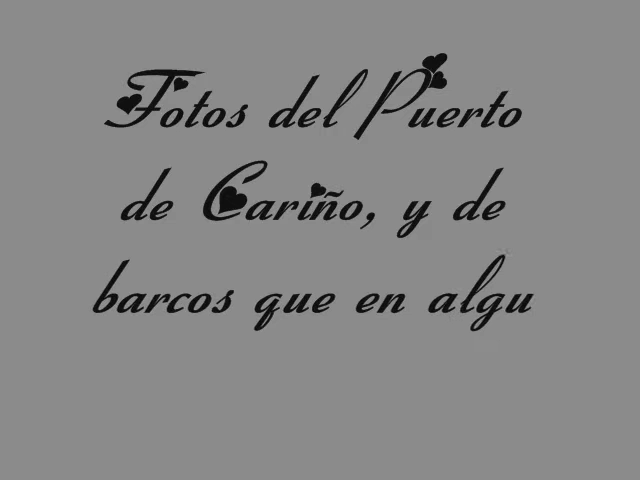 Fotos del Puerto
de Cariño, y de
barcos que en algu